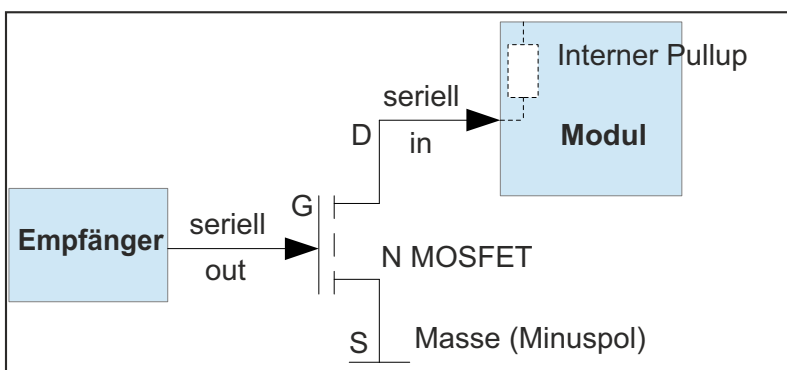 Interner Pullup
seriell
D
in
Modul
G
seriell
Empfänger
out
N MOSFET
S
Masse (Minuspol)